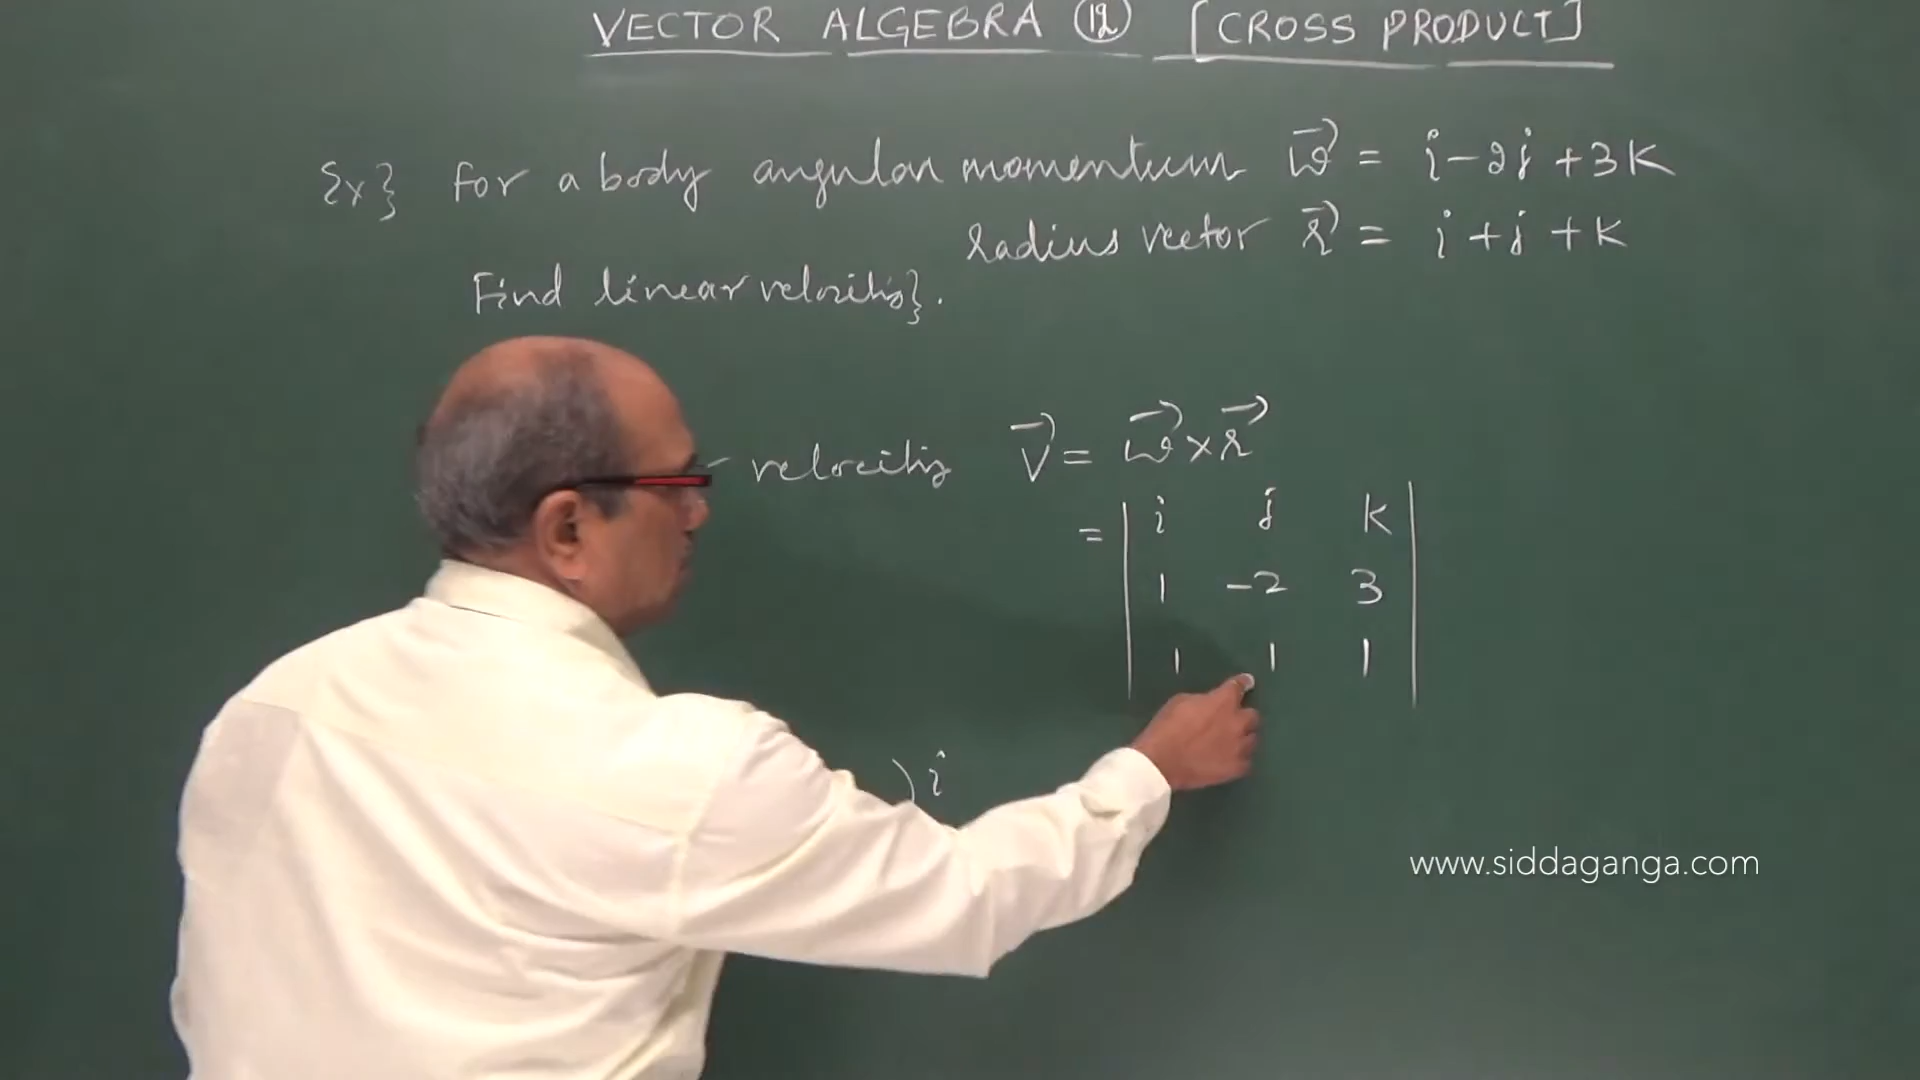 VECTOR ALGEBRA ⑫ [CROSS PRODUCT]
Ex} for a body angular momentum w⃗ = i - 2j + 3k
radius vector r⃗ = i + j + k
Find linear velocity}.
velocity V⃗ = w⃗ × r⃗
= | i j k |
| 1 -2 3 |
| 1 1 1 |
) i
www.siddaganga.com